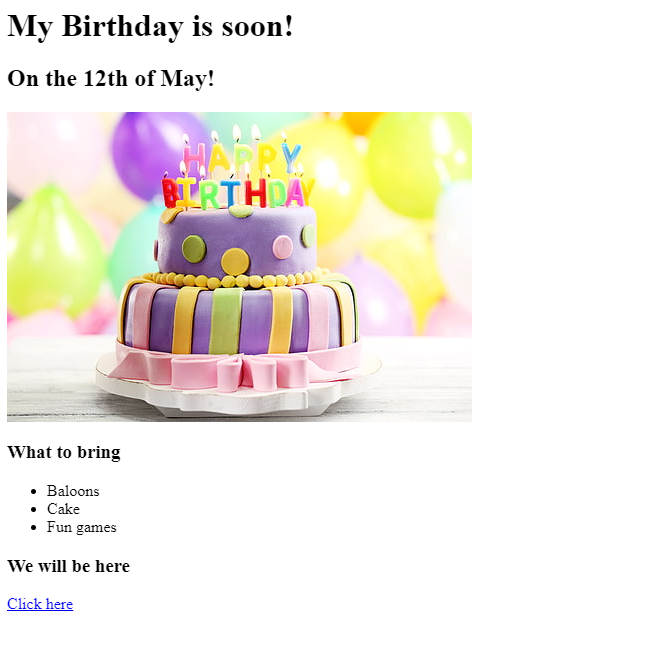 My Birthday is soon!
On the 12th of May!
HAPPY
BIRTHDAY
What to bring
Baloons
Cake
Fun games
We will be here
Click here